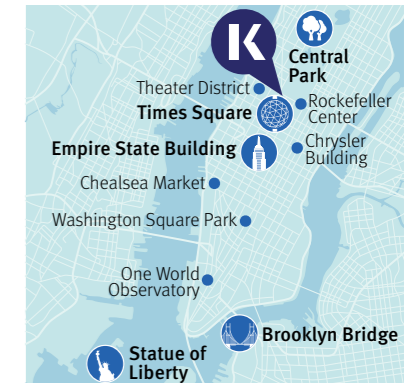 K
Central
Park
Theater District
Times Square
Rockefeller
Center
Empire State Building
Chrysler
Building
Chealsea Market
Washington Square Park
One World
Observatory
Brooklyn Bridge
Statue of
Liberty